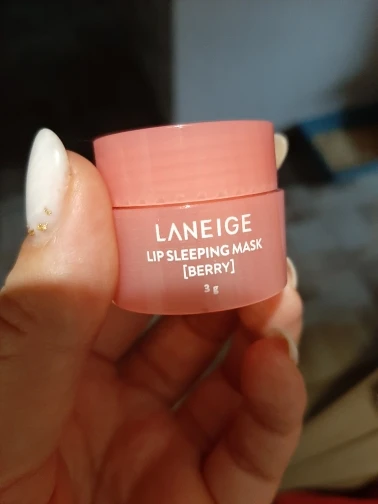 LANEIGE
LIP SLEEPING MASK
[BERRY]
3 g